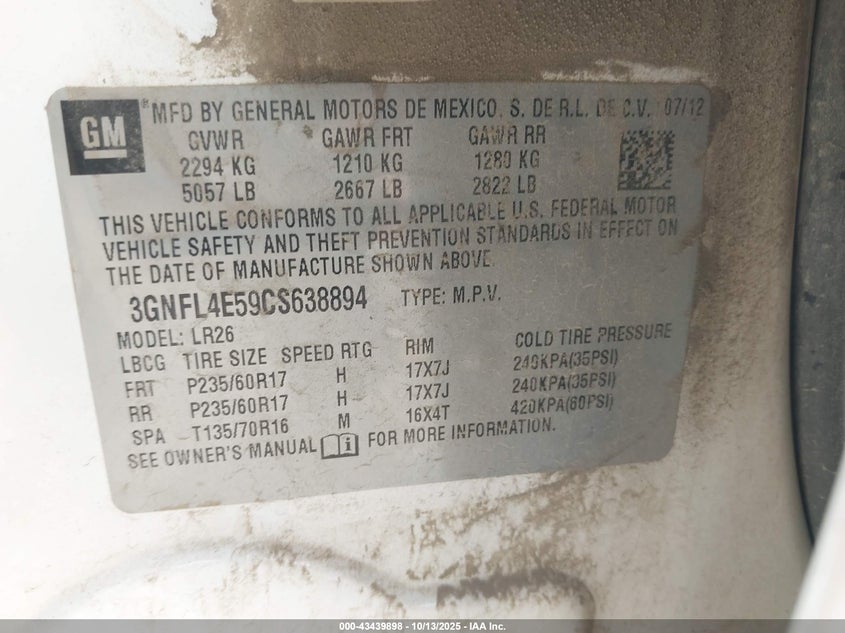 GM
® MFD BY GENERAL MOTORS DE MEXICO, S. DE R.L. DE C.V. 07/12
GVWR GAWR FRT GAWR RR
2294 KG 1210 KG 1280 KG
5057 LB 2667 LB 2822 LB
THIS VEHICLE CONFORMS TO ALL APPLICABLE U.S. FEDERAL MOTOR
VEHICLE SAFETY AND THEFT PREVENTION STANDARDS IN EFFECT ON
THE DATE OF MANUFACTURE SHOWN ABOVE.
3GNFL4E59CS638894 TYPE: M.P.V.
MODEL: LR26
LBCG TIRE SIZE SPEED RTG RIM COLD TIRE PRESSURE
FRT P235/60R17 H 17X7J 240KPA(35PSI)
RR P235/60R17 H 17X7J 240KPA(35PSI)
SPA T135/70R16 M 16X4T 420KPA(60PSI)
SEE OWNER'S MANUAL i FOR MORE INFORMATION.
000-43439898 - 10/13/2025 - IAA Inc.